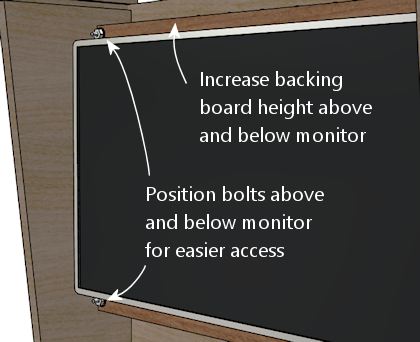 Increase backing
board height above
and below monitor
Position bolts above
and below monitor
for easier access